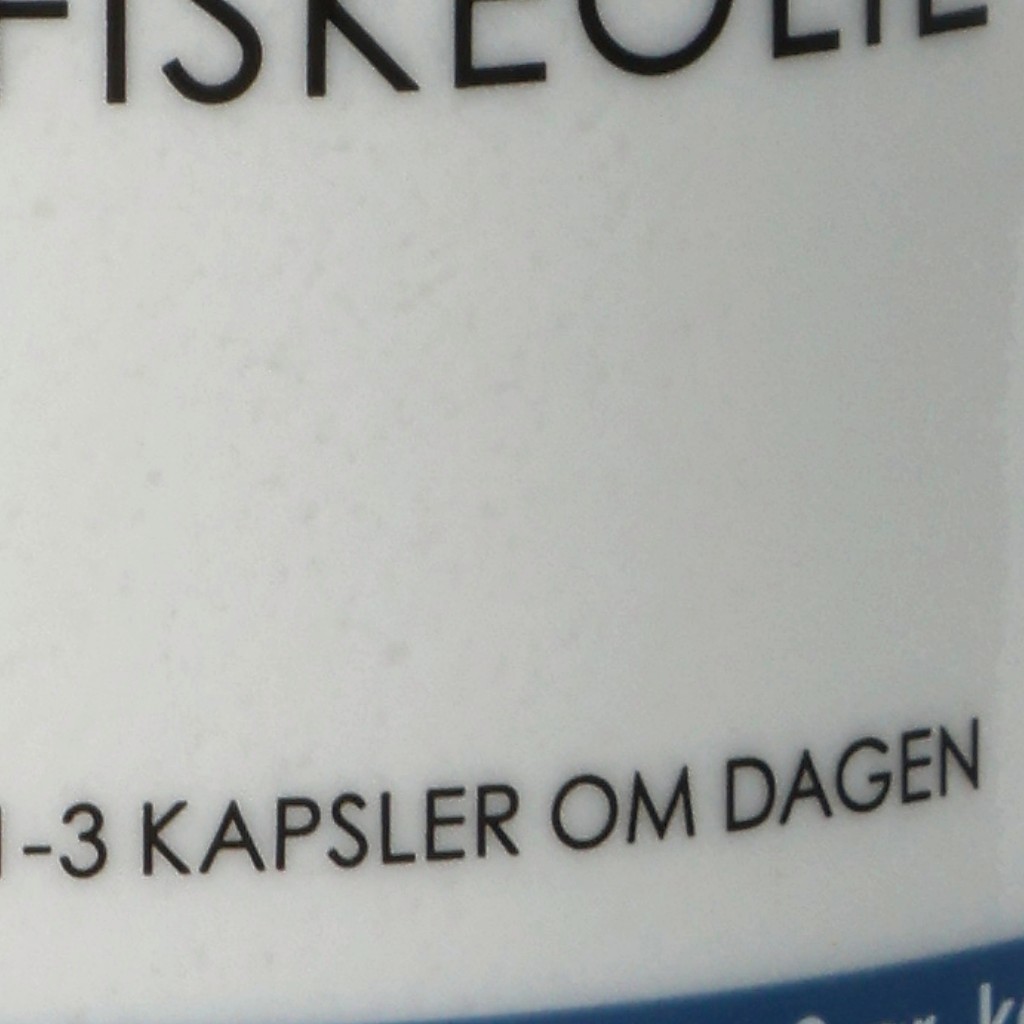 FISKEOLIE
1-3 KAPSLER OM DAGEN